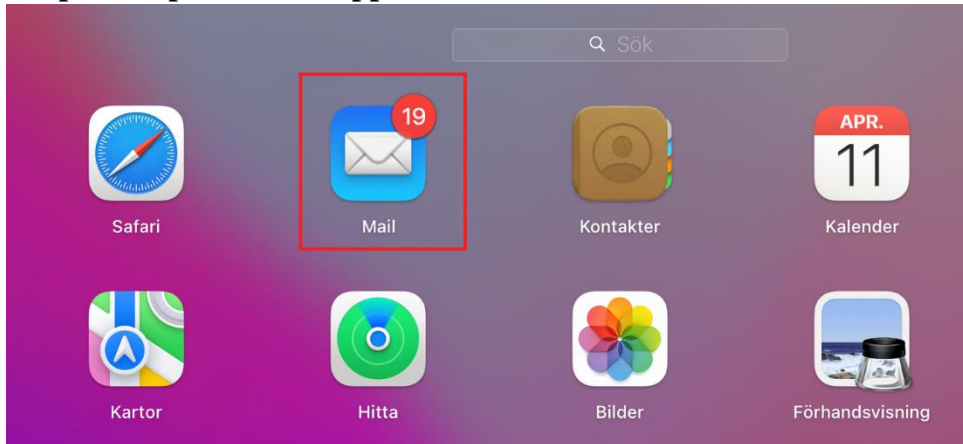 Sök
19
APR.
11
Safari
Mail
Kontakter
Kalender
Kartor
Hitta
Bilder
Förhandsvisning